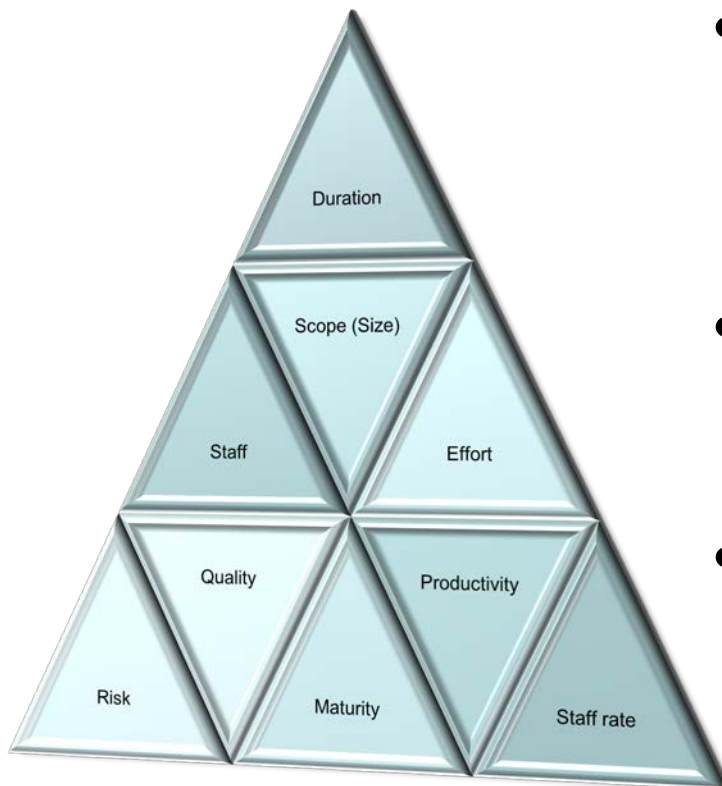 Duration
Scope (Size)
Staff
Effort
Quality
Productivity
Risk
Maturity
Staff rate